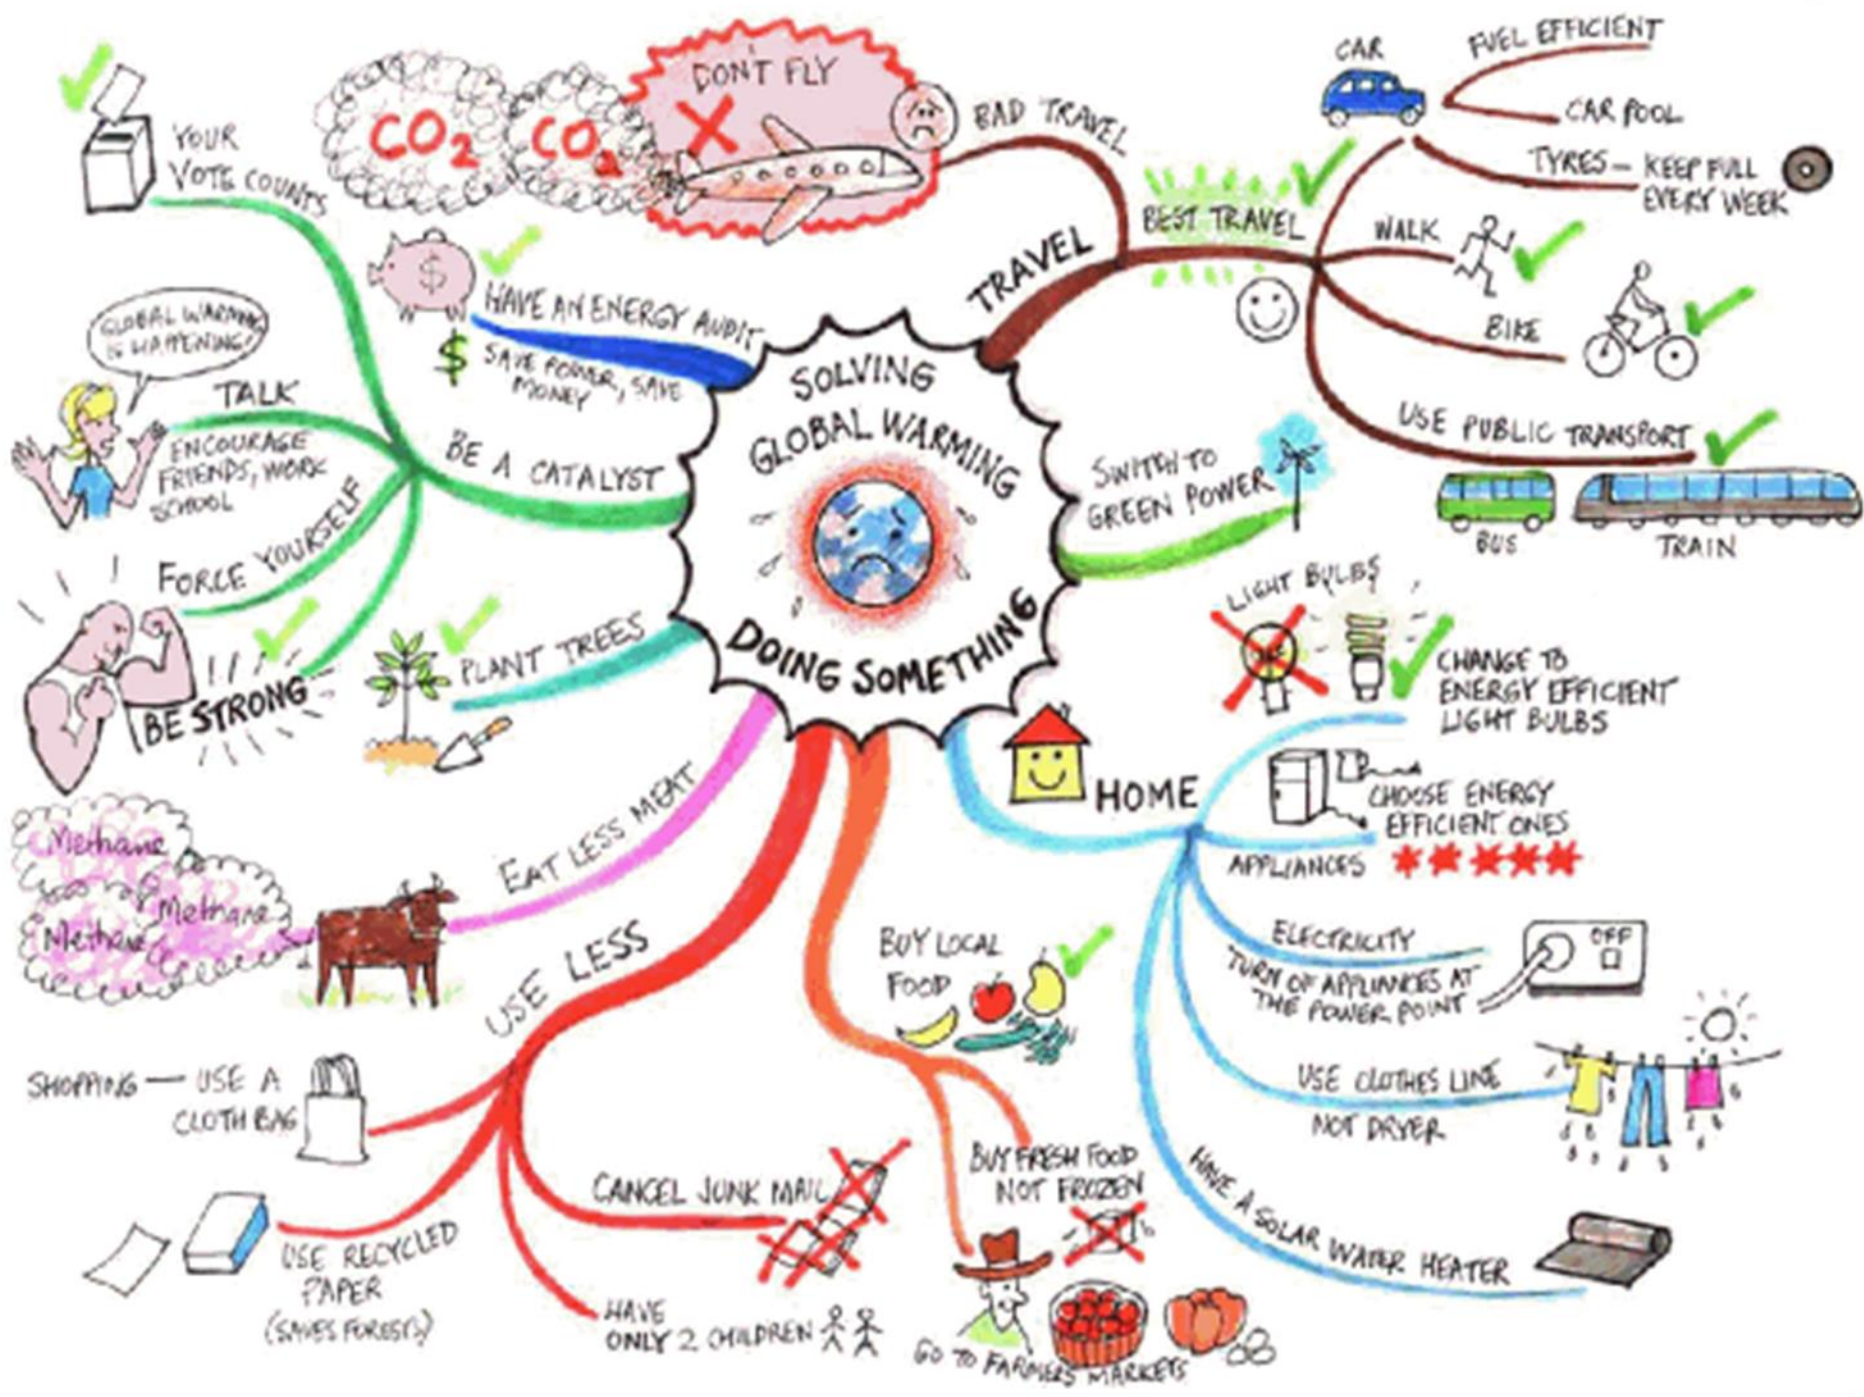 SOLVING
GLOBAL WARMING
DOING SOMETHING
TRAVEL
BAD TRAVEL
DON'T FLY
CO2
CO2
BEST TRAVEL
CAR
FUEL EFFICIENT
CAR POOL
TYRES – KEEP FULL
EVERY WEEK
WALK
BIKE
USE PUBLIC TRANSPORT
BUS
TRAIN
SWITCH TO
GREEN POWER
HOME
LIGHT BULBS
CHANGE TO
ENERGY EFFICIENT
LIGHT BULBS
CHOOSE ENERGY
EFFICIENT ONES
APPLIANCES
ELECTRICITY
TURN OF APPLIANCES AT
THE POWER POINT
OFF
USE CLOTHES LINE
NOT DRYER
HAVE A SOLAR WATER HEATER
BUY LOCAL
FOOD
BUY FRESH FOOD
NOT FROZEN
GO TO FARMERS MARKETS
USE LESS
SHOPPING — USE A
CLOTH BAG
USE RECYCLED
PAPER
(SAVES FORESTS)
CANCEL JUNK MAIL
HAVE
ONLY 2 CHILDREN
EAT LESS MEAT
Methane
Methane
Methane
PLANT TREES
BE A CATALYST
YOUR
VOTE COUNTS
TALK
ENCOURAGE
FRIENDS, WORK
SCHOOL
GLOBAL WARMING
IS HAPPENING!
FORCE YOURSELF
BE STRONG
HAVE AN ENERGY AUDIT
SAVE POWER, SAVE
MONEY
$
$